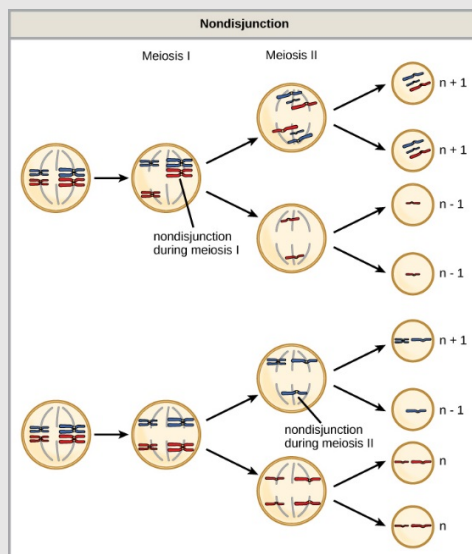 Nondisjunction
Meiosis I
Meiosis II
n + 1
n + 1
nondisjunction
during meiosis I
n - 1
n - 1
n + 1
n - 1
nondisjunction
during meiosis II
n
n